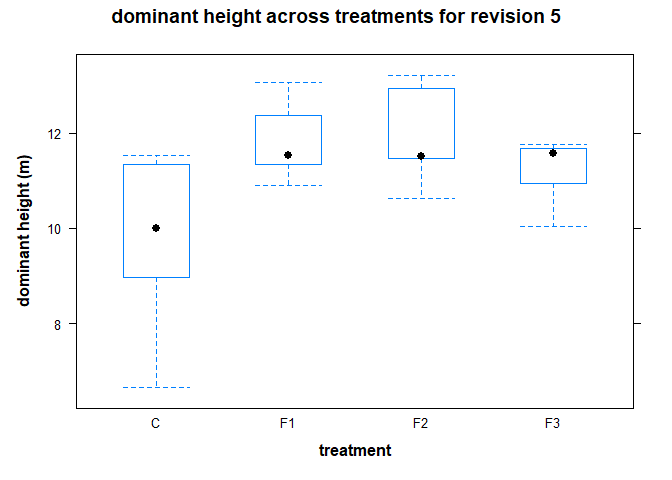 dominant height across treatments for revision 5
dominant height (m)
12
10
8
C F1 F2 F3
treatment